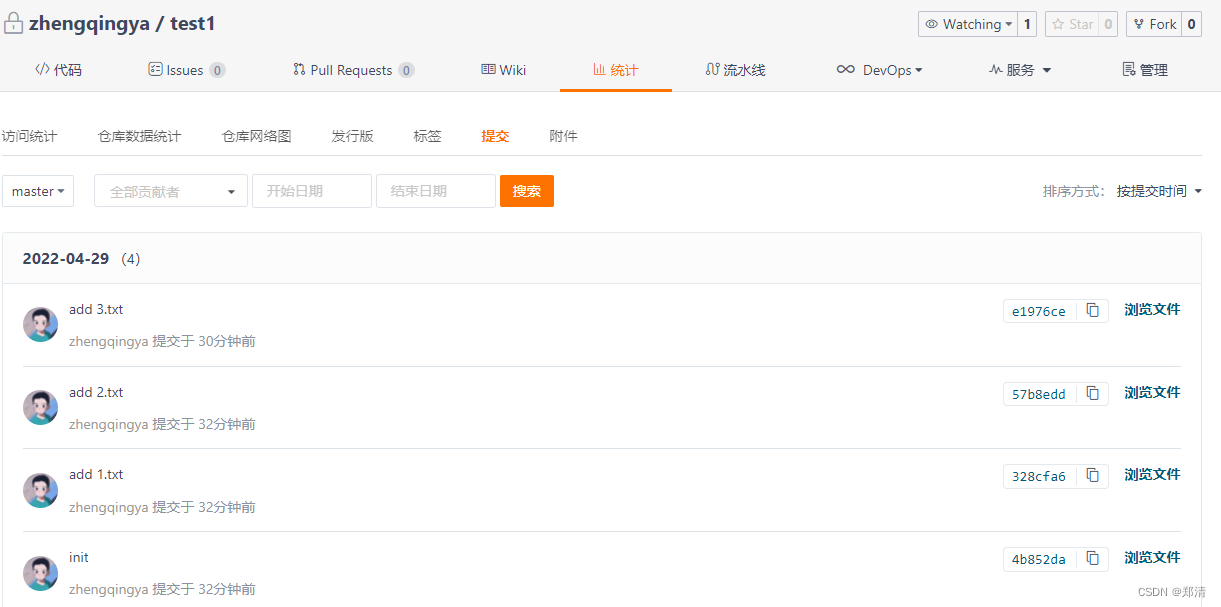 zhengqingya / test1
Watching 1 Star 0 Fork 0
</> 代码 Issues 0 Pull Requests 0 Wiki 统计 流水线 DevOps 服务 管理
访问统计 仓库数据统计 仓库网络图 发行版 标签 提交 附件
master 全部贡献者 开始日期 结束日期 搜索 排序方式: 按提交时间
2022-04-29 (4)
add 3.txt e1976ce 浏览文件
zhengqingya 提交于 30分钟前
add 2.txt 57b8edd 浏览文件
zhengqingya 提交于 32分钟前
add 1.txt 328cfa6 浏览文件
zhengqingya 提交于 32分钟前
init 4b852da 浏览文件
zhengqingya 提交于 32分钟前
CSDN @郑清